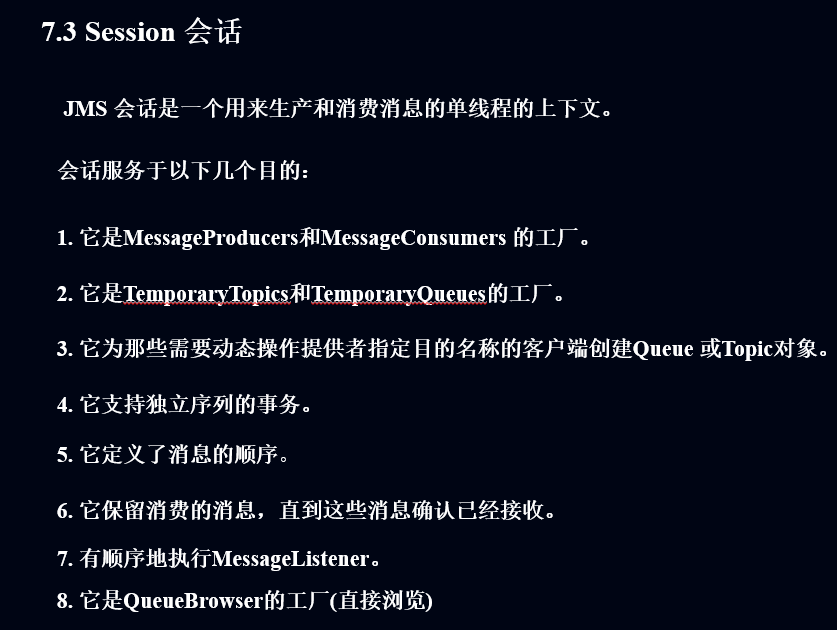 7.3 Session 会话
JMS 会话是一个用来生产和消费消息的单线程的上下文。
会话服务于以下几个目的：
1. 它是MessageProducers和MessageConsumers 的工厂。
2. 它是TemporaryTopics和TemporaryQueues的工厂。
3. 它为那些需要动态操作提供者指定目的名称的客户端创建Queue 或Topic对象。
4. 它支持独立序列的事务。
5. 它定义了消息的顺序。
6. 它保留消费的消息，直到这些消息确认已经接收。
7. 有顺序地执行MessageListener。
8. 它是QueueBrowser的工厂(直接浏览)